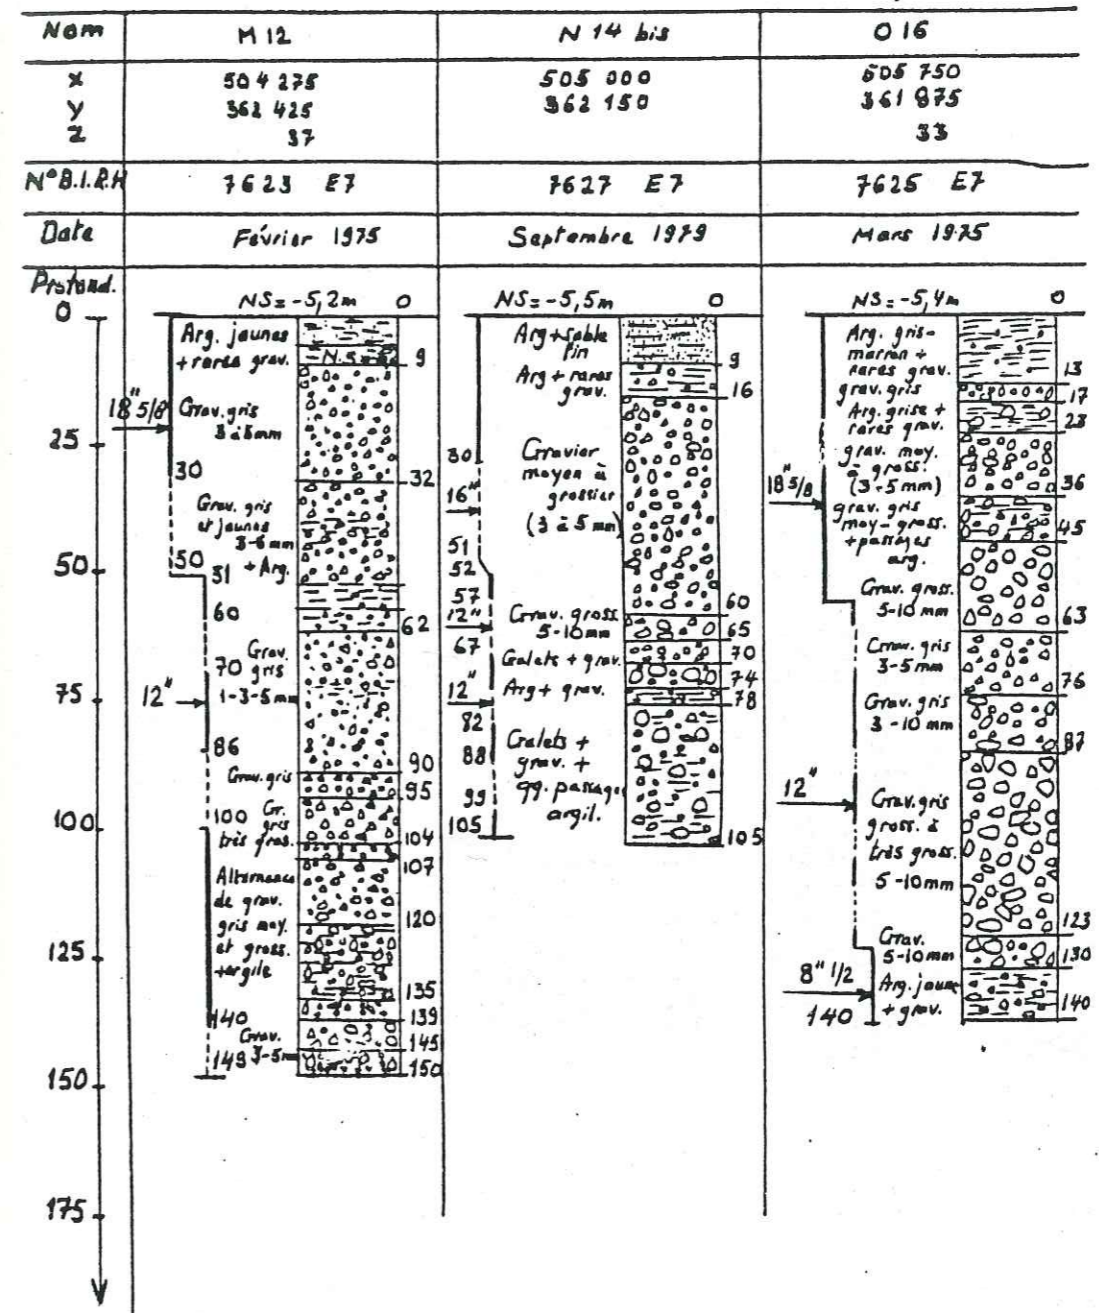 Nom M 12 N 14 bis O 16
X 504 275 505 000 505 750
Y 362 425 362 150 361 875
Z 37 33
N° B.I.R.H 7623 E7 7627 E7 7625 E7
Date Février 1975 Septembre 1979 Mars 1975
Profond.
0
25
50
75
100
125
150
175
NS = -5,2m 0
Arg. jaunes
+ rares grav.
N.S
9
18" 5/8
Grav. gris
3 à 5mm
30
32
Grav. gris
et jaunes
3-6 mm
+ Arg.
50
51
60
62
Grav.
70 gris
1-3-5mm
12"
86
90
Grav. gris
95
100 Gr.
gris
très gros.
104
107
Alternance
de grav.
gris moy.
et gross.
+argile
120
135
140
139
Grav.
3-5m
145
149
150
NS = -5,5m 0
Arg + sable
fin
9
Arg + rares
grav.
16
30
Gravier
moyen à
grossier
(3 à 5 mm)
16"
51
52
57
60
12"
Grav. gross.
5-10mm
65
67
Galets + grav.
70
74
12"
Arg + grav.
78
82
88
Galets +
grav. +
qq. passage
argil.
99
105
105
NS = -5,4m 0
Arg. gris-
marron +
rares grav.
13
grav. gris
17
Arg. grise +
rares grav.
23
grav. moy.
à gross.
(3-5mm)
36
18 5/8"
grav. gris
moy-gross.
+passages
arg.
45
Grav. gross.
5-10 mm
63
Grav. gris
3-5mm
75
Grav. gris
3-10 mm
87
12"
Grav. gris
gross. à
très gross.
5-10mm
123
Grav.
5-10mm
130
8" 1/2
Arg. jaune
+ grav.
140
140